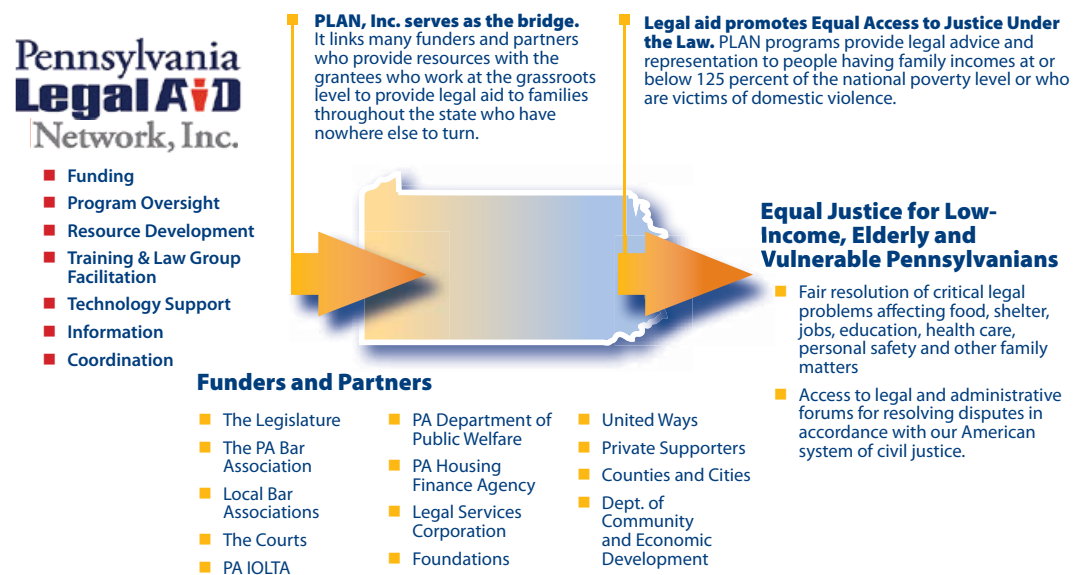 Pennsylvania
Legal AiD
Network, Inc.
Funding
Program Oversight
Resource Development
Training & Law Group
Facilitation
Technology Support
Information
Coordination
PLAN, Inc. serves as the bridge.
It links many funders and partners
who provide resources with the
grantees who work at the grassroots
level to provide legal aid to families
throughout the state who have
nowhere else to turn.
Legal aid promotes Equal Access to Justice Under
the Law. PLAN programs provide legal advice and
representation to people having family incomes at or
below 125 percent of the national poverty level or who
are victims of domestic violence.
Equal Justice for Low-
Income, Elderly and
Vulnerable Pennsylvanians
Fair resolution of critical legal
problems affecting food, shelter,
jobs, education, health care,
personal safety and other family
matters
Access to legal and administrative
forums for resolving disputes in
accordance with our American
system of civil justice.
Funders and Partners
The Legislature
The PA Bar
Association
Local Bar
Associations
The Courts
PA IOLTA
PA Department of
Public Welfare
PA Housing
Finance Agency
Legal Services
Corporation
Foundations
United Ways
Private Supporters
Counties and Cities
Dept. of
Community
and Economic
Development